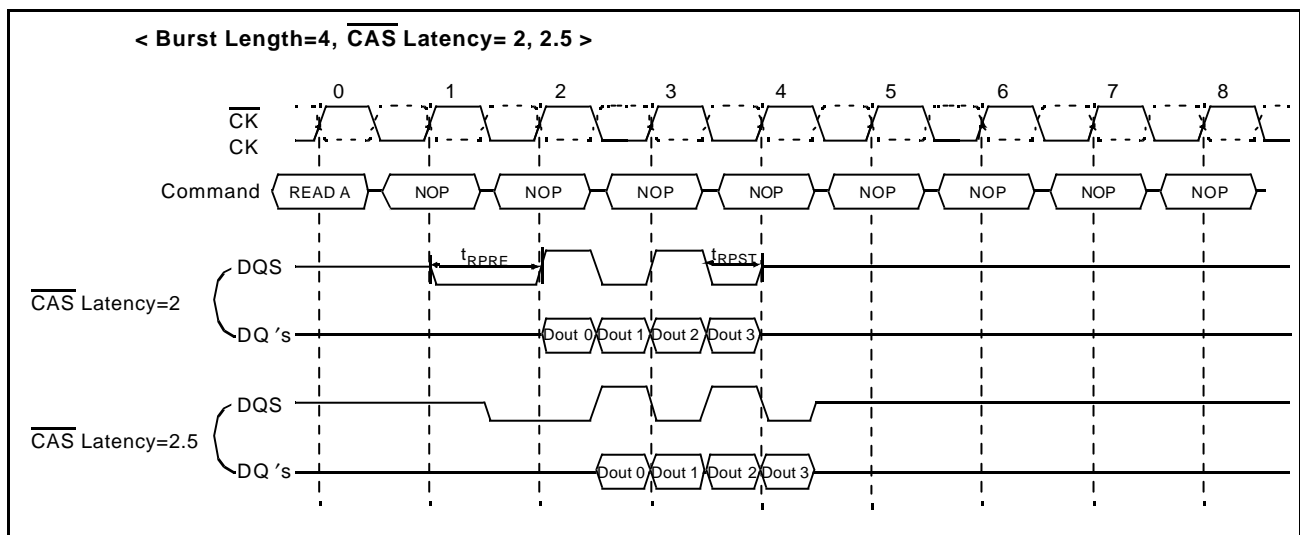 < Burst Length=4, CAS Latency= 2, 2.5 >
0 1 2 3 4 5 6 7 8
CK
CK
Command READ A NOP NOP NOP NOP NOP NOP NOP NOP
DQS tRPRE tRPST
CAS Latency=2
DQ 's Dout 0 Dout 1 Dout 2 Dout 3
DQS
CAS Latency=2.5
DQ 's Dout 0 Dout 1 Dout 2 Dout 3